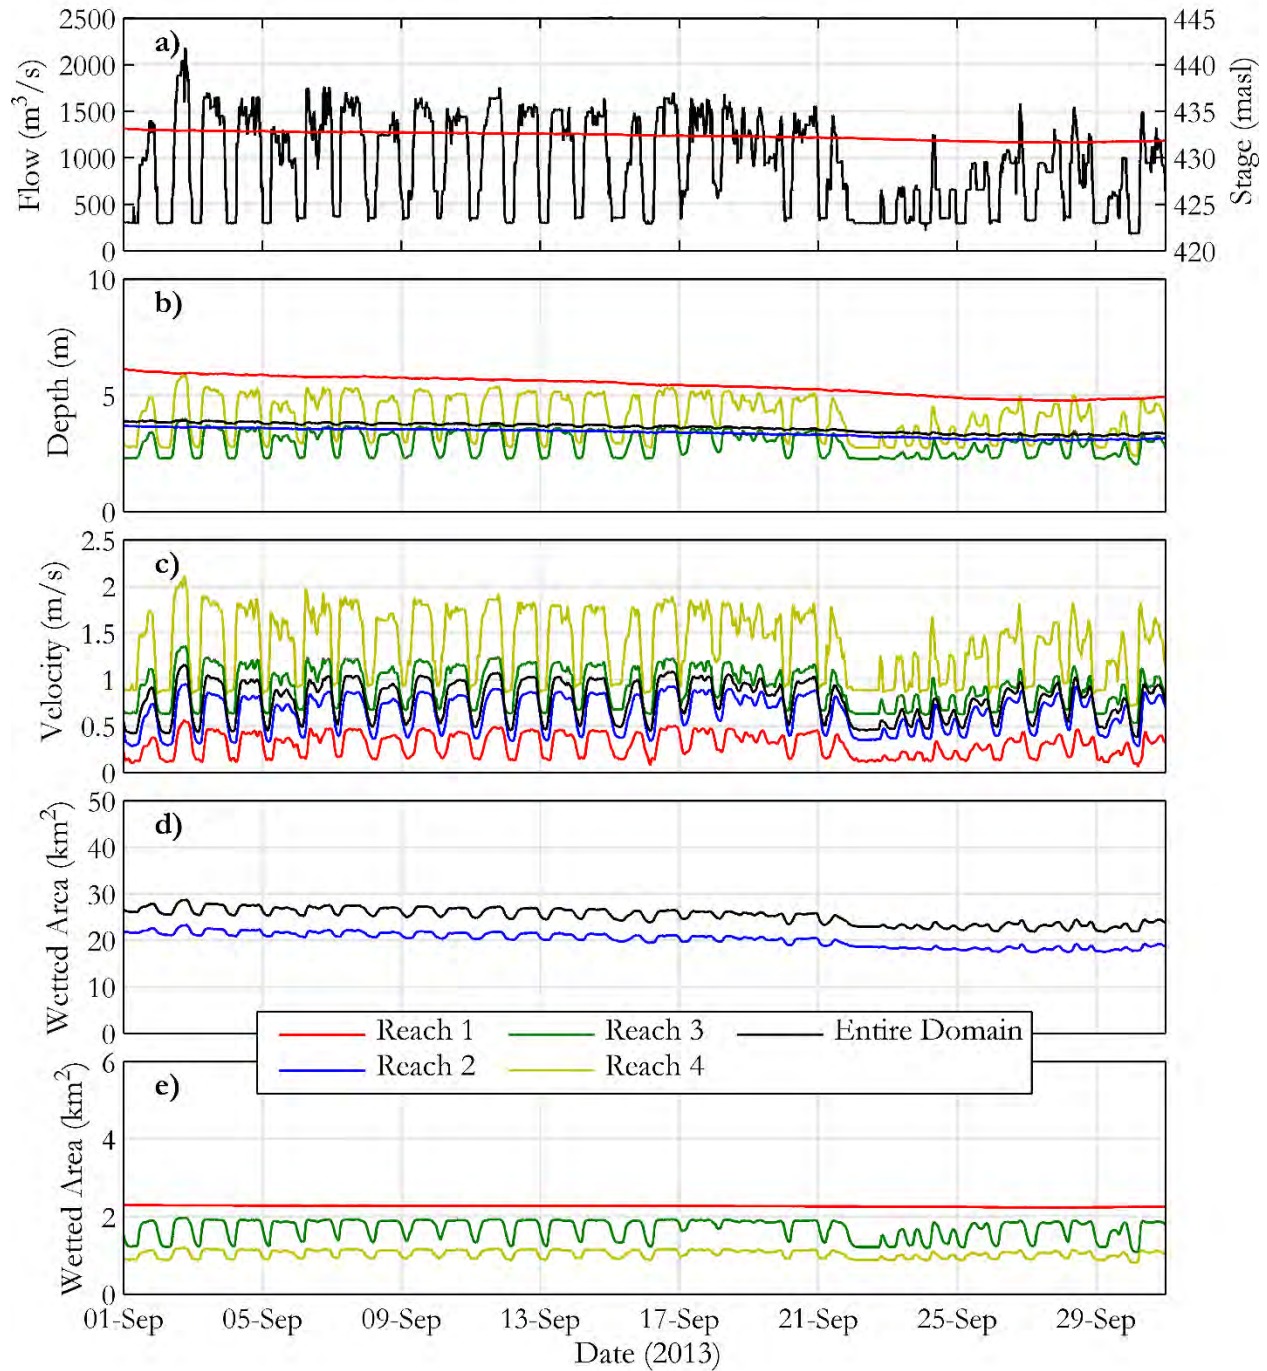 a)
Flow (m³/s)
2500
2000
1500
1000
500
0
Stage (masl)
445
440
435
430
425
420
b)
Depth (m)
10
5
0
c)
Velocity (m/s)
2.5
2
1.5
1
0.5
0
d)
Wetted Area (km²)
50
40
30
20
10
0
Reach 1 Reach 3 Entire Domain
Reach 2 Reach 4
e)
Wetted Area (km²)
6
4
2
0
01-Sep 05-Sep 09-Sep 13-Sep 17-Sep 21-Sep 25-Sep 29-Sep
Date (2013)